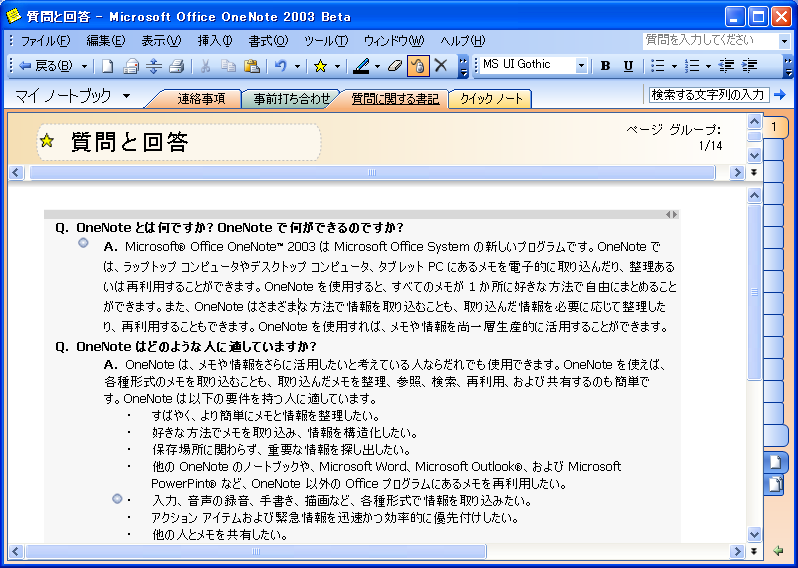 質問と回答 - Microsoft Office OneNote 2003 Beta
ファイル(F) 編集(E) 表示(V) 挿入(I) 書式(O) ツール(T) ウィンドウ(W) ヘルプ(H) 質問を入力してください
戻る(B) MS UI Gothic B U
マイ ノートブック 連絡事項 事前打ち合わせ 質問に関する書記 クイック ノート 検索する文字列の入力
質問と回答
ページ グループ:
1/14
1
Q. OneNote とは何ですか? OneNote で何ができるのですか?
A. Microsoft® Office OneNote™ 2003 は Microsoft Office System の新しいプログラムです。OneNote で
は、ラップトップ コンピュータやデスクトップ コンピュータ、タブレット PC にあるメモを電子的に取り込んだり、整理ある
いは再利用することができます。OneNote を使用すると、すべてのメモが 1 か所に好きな方法で自由にまとめること
ができます。また、OneNote はさまざまな方法で情報を取り込むことも、取り込んだ情報を必要に応じて整理した
り、再利用することもできます。OneNote を使用すれば、メモや情報を尚一層生産的に活用することができます。
Q. OneNote はどのような人に適していますか?
A. OneNote は、メモや情報をさらに活用したいと考えている人ならだれでも使用できます。OneNote を使えば、
各種形式のメモを取り込むことも、取り込んだメモを整理、参照、検索、再利用、および共有するのも簡単で
す。OneNote は以下の要件を持つ人に適しています。
・ すばやく、より簡単にメモと情報を整理したい。
・ 好きな方法でメモを取り込み、情報を構造化したい。
・ 保存場所に関わらず、重要な情報を探し出したい。
・ 他の OneNote のノートブックや、Microsoft Word、Microsoft Outlook®、および Microsoft
PowerPint® など、OneNote 以外の Office プログラムにあるメモを再利用したい。
・ 入力、音声の録音、手書き、描画など、各種形式で情報を取り込みたい。
・ アクション アイテムおよび緊急情報を迅速かつ効率的に優先付けしたい。
・ 他の人とメモを共有したい。